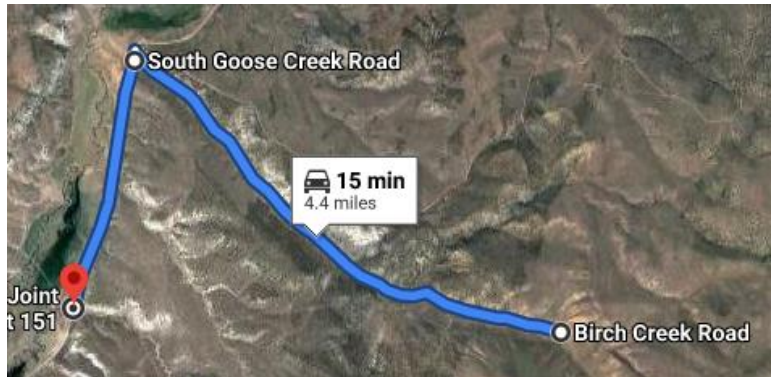 South Goose Creek Road
15 min
4.4 miles
Joint
t 151
Birch Creek Road